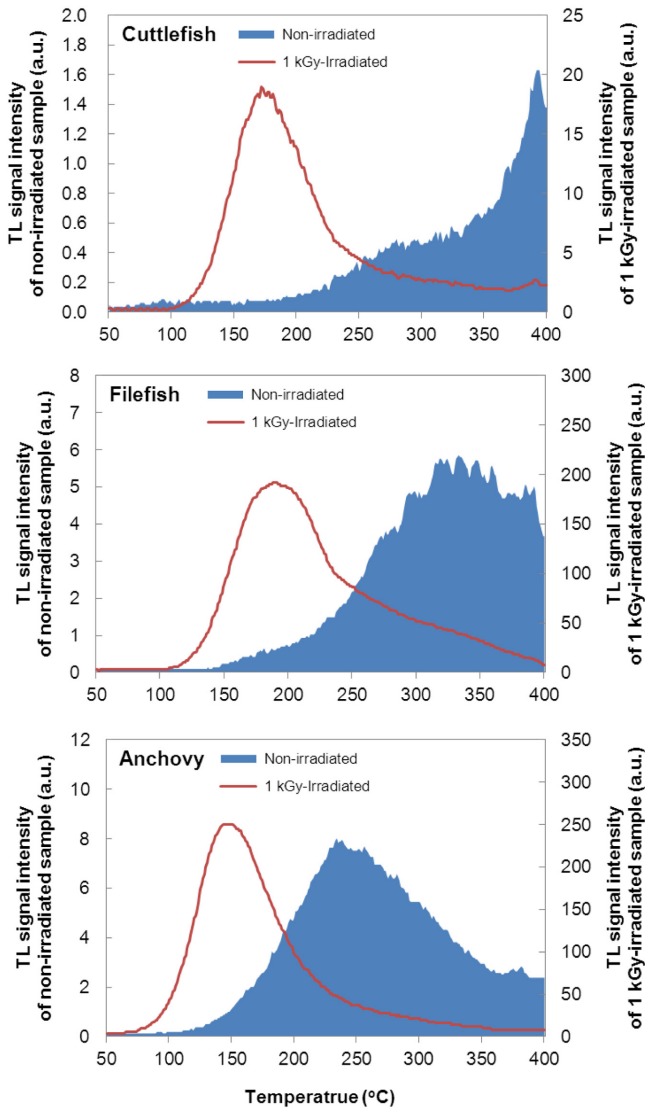 Cuttlefish
Non-irradiated
1 kGy-Irradiated
TL signal intensity
of non-irradiated sample (a.u.)
2.0
1.8
1.6
1.4
1.2
1.0
0.8
0.6
0.4
0.2
0.0
25
20
15
10
5
0
TL signal intensity
of 1 kGy-irradiated sample (a.u.)
50 100 150 200 250 300 350 400
Filefish
Non-irradiated
1 kGy-Irradiated
TL signal intensity
of non-irradiated sample (a.u.)
8
7
6
5
4
3
2
1
0
300
250
200
150
100
50
0
TL signal intensity
of 1 kGy-irradiated sample (a.u.)
50 100 150 200 250 300 350 400
Anchovy
Non-irradiated
1 kGy-Irradiated
TL signal intensity
of non-irradiated sample (a.u.)
12
10
8
6
4
2
0
350
300
250
200
150
100
50
0
TL signal intensity
of 1 kGy-irradiated sample (a.u.)
50 100 150 200 250 300 350 400
Temperatrue (oC)